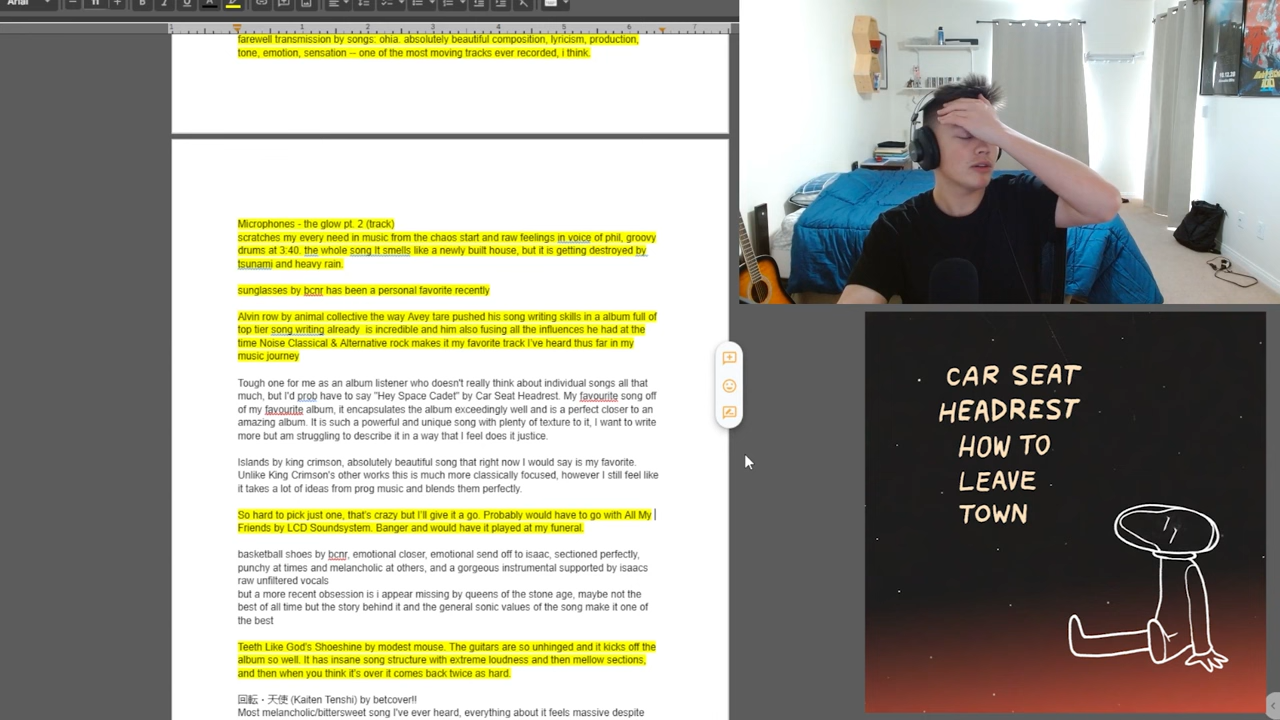 Arial
11
B
I
U
A
1
1
2
3
4
5
6
7
farewell transmission by songs: ohia. absolutely beautiful composition, lyricism, production,
tone, emotion, sensation -- one of the most moving tracks ever recorded, i think.
Microphones - the glow pt. 2 (track)
scratches my every need in music from the chaos start and raw feelings in voice of phil, groovy
drums at 3:40. the whole song It smells like a newly built house, but it is getting destroyed by
tsunami and heavy rain.
sunglasses by bcnr has been a personal favorite recently
Alvin row by animal collective the way Avey tare pushed his song writing skills in a album full of
top tier song writing already  is incredible and him also fusing all the influences he had at the
time Noise Classical & Alternative rock makes it my favorite track I've heard thus far in my
music journey
Tough one for me as an album listener who doesn't really think about individual songs all that
much, but I'd prob have to say "Hey Space Cadet" by Car Seat Headrest. My favourite song off
of my favourite album, it encapsulates the album exceedingly well and is a perfect closer to an
amazing album. It is such a powerful and unique song with plenty of texture to it, I want to write
more but am struggling to describe it in a way that I feel does it justice.
Islands by king crimson, absolutely beautiful song that right now I would say is my favorite.
Unlike King Crimson's other works this is much more classically focused, however I still feel like
it takes a lot of ideas from prog music and blends them perfectly.
So hard to pick just one, that's crazy but I'll give it a go. Probably would have to go with All My
Friends by LCD Soundsystem. Banger and would have it played at my funeral.
basketball shoes by bcnr, emotional closer, emotional send off to isaac, sectioned perfectly,
punchy at times and melancholic at others, and a gorgeous instrumental supported by isaacs
raw unfiltered vocals
but a more recent obsession is i appear missing by queens of the stone age, maybe not the
best of all time but the story behind it and the general sonic values of the song make it one of
the best
Teeth Like God's Shoeshine by modest mouse. The guitars are so unhinged and it kicks off the
album so well. It has insane song structure with extreme loudness and then mellow sections,
and then when you think it's over it comes back twice as hard.
回転・天使 (Kaiten Tenshi) by betcover!!
Most melancholic/bittersweet song I've ever heard, everything about it feels massive despite
CAR SEAT
HEADREST
HOW TO
LEAVE
TOWN